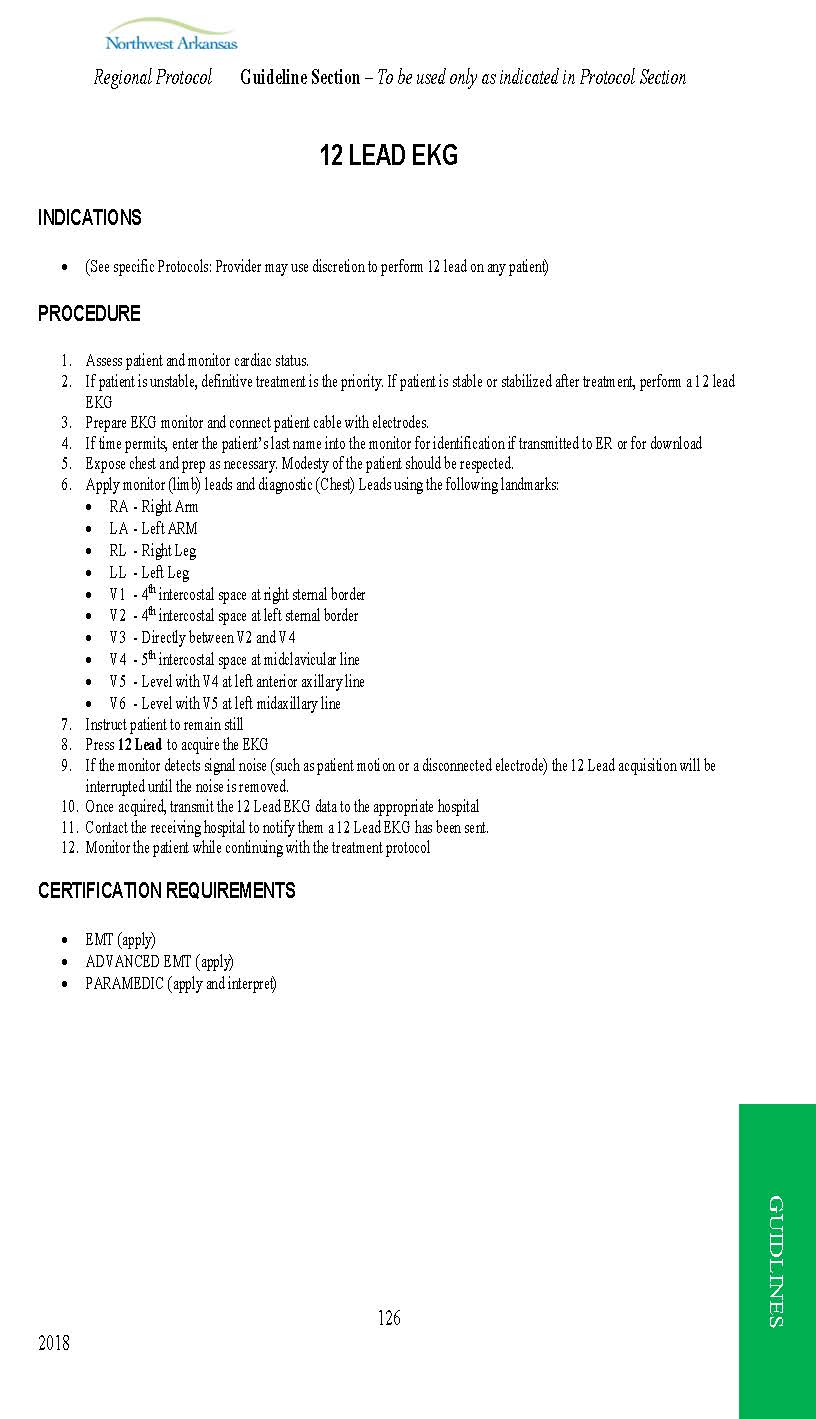 Northwest Arkansas
Regional Protocol Guideline Section – To be used only as indicated in Protocol Section
12 LEAD EKG
INDICATIONS
• (See specific Protocols: Provider may use discretion to perform 12 lead on any patient)
PROCEDURE
1. Assess patient and monitor cardiac status.
2. If patient is unstable, definitive treatment is the priority. If patient is stable or stabilized after treatment, perform a 12 lead
EKG
3. Prepare EKG monitor and connect patient cable with electrodes.
4. If time permits, enter the patient’s last name into the monitor for identification if transmitted to ER or for download
5. Expose chest and prep as necessary. Modesty of the patient should be respected.
6. Apply monitor (limb) leads and diagnostic (Chest) Leads using the following landmarks:
• RA - Right Arm
• LA - Left ARM
• RL - Right Leg
• LL - Left Leg
• V1 - 4th intercostal space at right sternal border
• V2 - 4th intercostal space at left sternal border
• V3 - Directly between V2 and V4
• V4 - 5th intercostal space at midclavicular line
• V5 - Level with V4 at left anterior axillary line
• V6 - Level with V5 at left midaxillary line
7. Instruct patient to remain still
8. Press 12 Lead to acquire the EKG
9. If the monitor detects signal noise (such as patient motion or a disconnected electrode) the 12 Lead acquisition will be
interrupted until the noise is removed.
10. Once acquired, transmit the 12 Lead EKG data to the appropriate hospital
11. Contact the receiving hospital to notify them a 12 Lead EKG has been sent.
12. Monitor the patient while continuing with the treatment protocol
CERTIFICATION REQUIREMENTS
• EMT (apply)
• ADVANCED EMT (apply)
• PARAMEDIC (apply and interpret)
GUIDLINES
126
2018